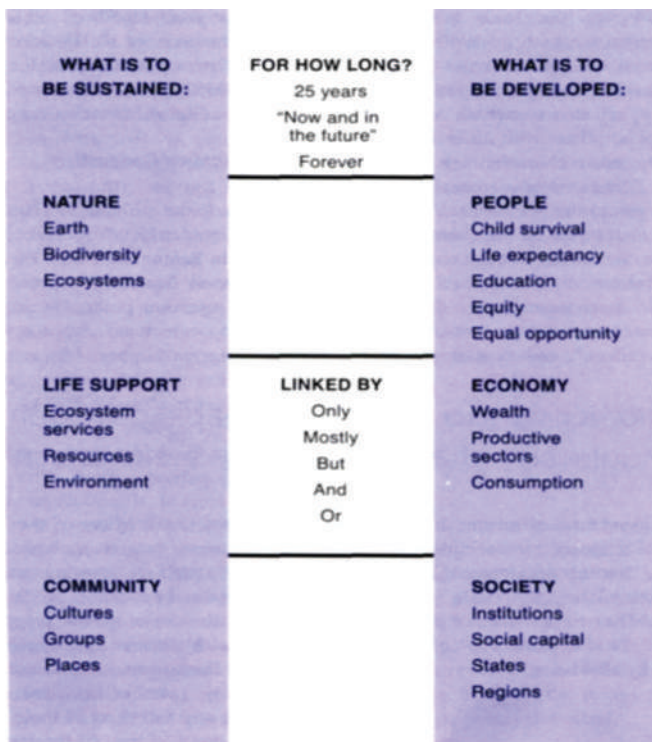 WHAT IS TO
BE SUSTAINED:
FOR HOW LONG?
25 years
“Now and in
the future”
Forever
WHAT IS TO
BE DEVELOPED:
NATURE
Earth
Biodiversity
Ecosystems
PEOPLE
Child survival
Life expectancy
Education
Equity
Equal opportunity
LIFE SUPPORT
Ecosystem
services
Resources
Environment
LINKED BY
Only
Mostly
But
And
Or
ECONOMY
Wealth
Productive
sectors
Consumption
COMMUNITY
Cultures
Groups
Places
SOCIETY
Institutions
Social capital
States
Regions